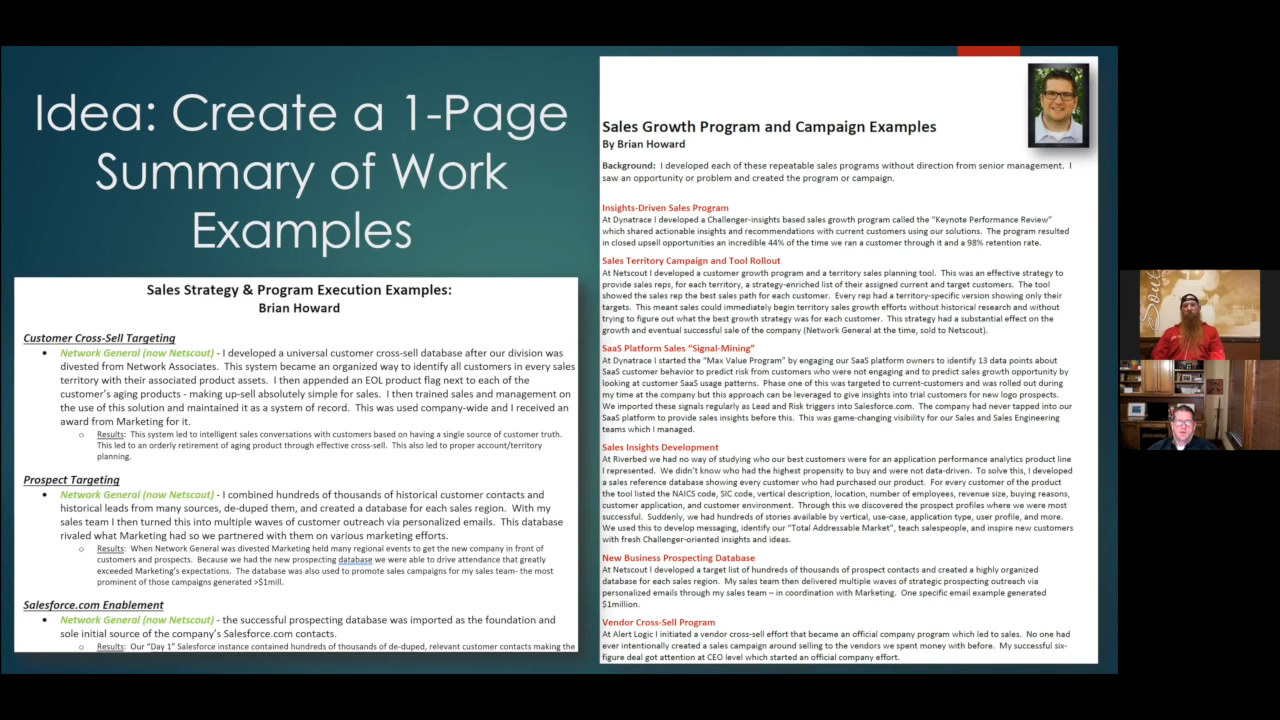 Idea: Create a 1-Page
Summary of Work
Examples
Sales Strategy & Program Execution Examples:
Brian Howard
Customer Cross-Sell Targeting
• Network General (now Netscout) - I developed a universal customer cross-sell database after our division was
divested from Network Associates. This system became an organized way to identify all customers in every sales
territory with their associated product assets. I then appended an EOL product flag next to each of the
customer's aging products - making up-sell absolutely simple for sales. I then trained sales and management on
the use of this solution and maintained it as a system of record. This was used company-wide and I received an
award from Marketing for it.
o Results: This system led to intelligent sales conversations with customers based on having a single source of customer truth.
This led to an orderly retirement of aging product through effective cross-sell. This also led to proper account/territory
planning.
Prospect Targeting
• Network General (now Netscout) - I combined hundreds of thousands of historical customer contacts and
historical leads from many sources, de-duped them, and created a database for each sales region. With my
sales team I then turned this into multiple waves of customer outreach via personalized emails. This database
rivaled what Marketing had so we partnered with them on various marketing efforts.
o Results: When Network General was divested Marketing held many regional events to get the new company in front of
customers and prospects. Because we had the new prospecting database we were able to drive attendance that greatly
exceeded Marketing's expectations. The database was also used to promote sales campaigns for my sales team- the most
prominent of those campaigns generated >$1mill.
Salesforce.com Enablement
• Network General (now Netscout) - the successful prospecting database was imported as the foundation and
sole initial source of the company's Salesforce.com contacts.
o Results: Our "Day 1" Salesforce instance contained hundreds of thousands of de-duped, relevant customer contacts making the
Sales Growth Program and Campaign Examples
By Brian Howard
Background: I developed each of these repeatable sales programs without direction from senior management. I
saw an opportunity or problem and created the program or campaign.
Insights-Driven Sales Program
At Dynatrace I developed a Challenger-insights based sales growth program called the "Keynote Performance Review"
which shared actionable insights and recommendations with current customers using our solutions. The program resulted
in closed upsell opportunities an incredible 44% of the time we ran a customer through it and a 98% retention rate.
Sales Territory Campaign and Tool Rollout
At Netscout I developed a customer growth program and a territory sales planning tool. This was an effective strategy to
provide sales reps, for each territory, a strategy-enriched list of their assigned current and target customers. The tool
showed the sales rep the best sales path for each customer. Every rep had a territory-specific version showing only their
targets. This meant sales could immediately begin territory sales growth efforts without historical research and without
trying to figure out what the best growth strategy was for each customer. This strategy had a substantial effect on the
growth and eventual successful sale of the company (Network General at the time, sold to Netscout).
SaaS Platform Sales "Signal-Mining"
At Dynatrace I started the "Max Value Program" by engaging our SaaS platform owners to identify 13 data points about
SaaS customer behavior to predict risk from customers who were not engaging and to predict sales growth opportunity by
looking at customer SaaS usage patterns. Phase one of this was targeted to current-customers and was rolled out during
my time at the company but this approach can be leveraged to give insights into trial customers for new logo prospects.
We imported these signals regularly as Lead and Risk triggers into Salesforce.com. The company had never tapped into our
SaaS platform to provide sales insights before this. This was game-changing visibility for our Sales and Sales Engineering
teams which I managed.
Sales Insights Development
At Riverbed we had no way of studying who our best customers were for an application performance analytics product line
I represented. We didn't know who had the highest propensity to buy and were not data-driven. To solve this, I developed
a sales reference database showing every customer who had purchased our product. For every customer of the product
the tool listed the NAICS code, SIC code, vertical description, location, number of employees, revenue size, buying reasons,
customer application, and customer environment. Through this we discovered the prospect profiles where we were most
successful. Suddenly, we had hundreds of stories available by vertical, use-case, application type, user profile, and more.
We used this to develop messaging, identify our "Total Addressable Market", teach salespeople, and inspire new customers
with fresh Challenger-oriented insights and ideas.
New Business Prospecting Database
At Netscout I developed a target list of hundreds of thousands of prospect contacts and created a highly organized
database for each sales region. My sales team then delivered multiple waves of strategic prospecting outreach via
personalized emails through my sales team – in coordination with Marketing. One specific email example generated
$1million.
Vendor Cross-Sell Program
At Alert Logic I initiated a vendor cross-sell effort that became an official company program which led to sales. No one had
ever intentionally created a sales campaign around selling to the vendors we spent money with before. My successful six-
figure deal got attention at CEO level which started an official company effort.